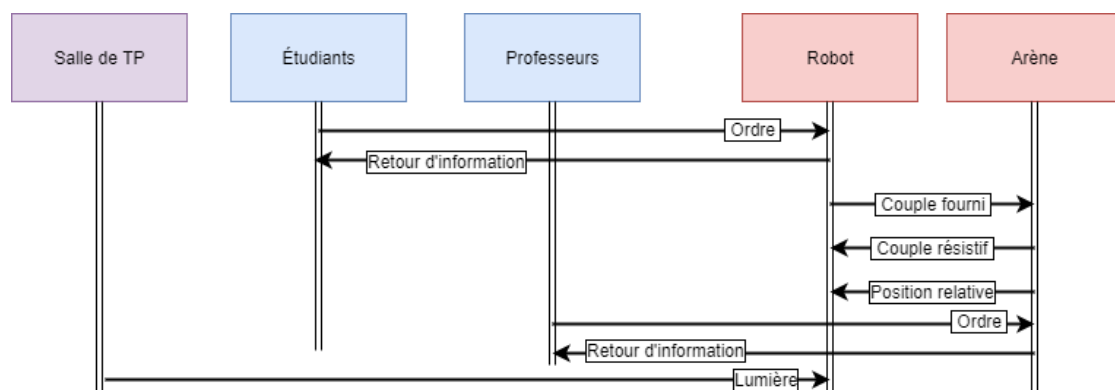 Salle de TP
Étudiants
Professeurs
Robot
Arène
Ordre
Retour d'information
Couple fourni
Couple résistif
Position relative
Ordre
Retour d'information
Lumière